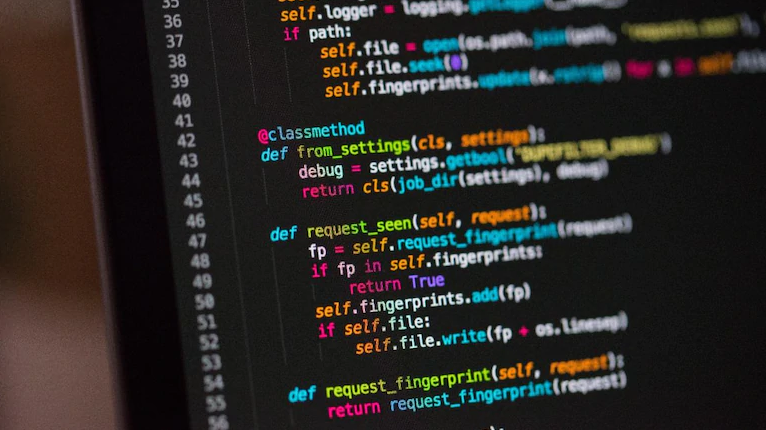 35
36 self.logger = logging.
37 if path:
38 self.file = open(os.path.join(path, 'requests.seen'),
39 self.file.seek(0)
40 self.fingerprints.update(x.rstrip() for x in self.file
41
42 @classmethod
43 def from_settings(cls, settings):
44 debug = settings.getbool("DUPEFILTER_DEBUG")
45 return cls(job_dir(settings), debug)
46
47 def request_seen(self, request):
48 fp = self.request_fingerprint(request)
49 if fp in self.fingerprints:
50 return True
51 self.fingerprints.add(fp)
52 if self.file:
53 self.file.write(fp + os.linesep)
54
55 def request_fingerprint(self, request):
56 return request_fingerprint(request)